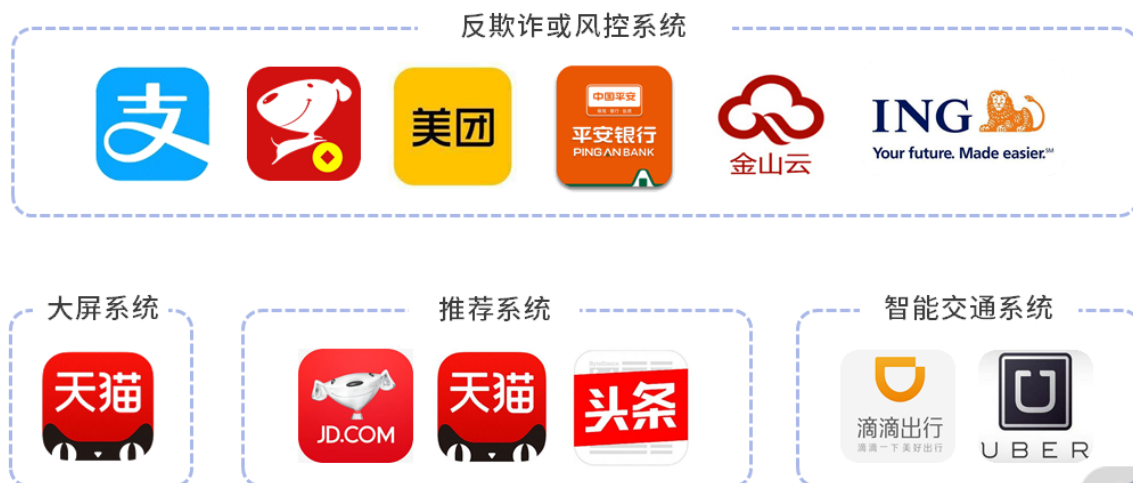 反欺诈或风控系统
支
美团
中国平安
平安银行
PING AN BANK
金山云
ING
Your future. Made easier.SM
大屏系统
推荐系统
智能交通系统
天猫
JD.COM
天猫
头条
滴滴出行
滴滴一下美好出行
UBER